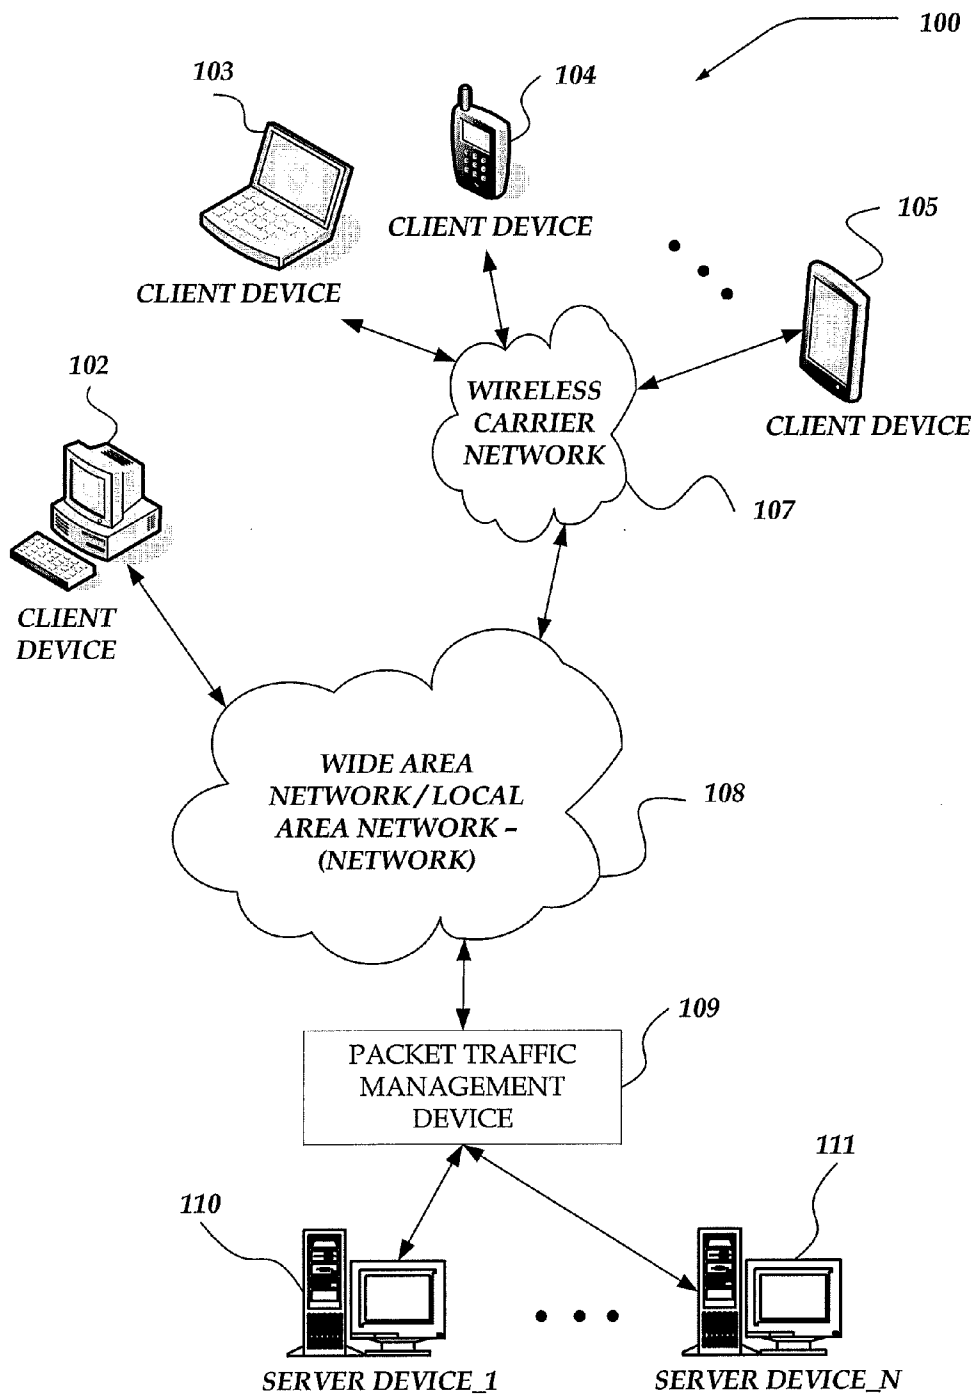 100
103
104
CLIENT DEVICE
105
CLIENT DEVICE
102
WIRELESS
CARRIER
NETWORK
CLIENT DEVICE
107
CLIENT
DEVICE
WIDE AREA
NETWORK / LOCAL
AREA NETWORK –
(NETWORK)
108
109
PACKET TRAFFIC
MANAGEMENT
DEVICE
110
111
SERVER DEVICE_1
SERVER DEVICE_N